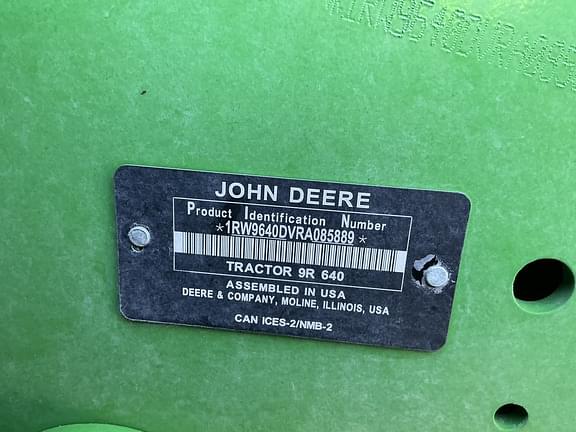 JOHN DEERE
Product Identification Number
*1RW9640DVRA085889*
TRACTOR 9R 640
ASSEMBLED IN USA
DEERE & COMPANY, MOLINE, ILLINOIS, USA
CAN ICES-2/NMB-2